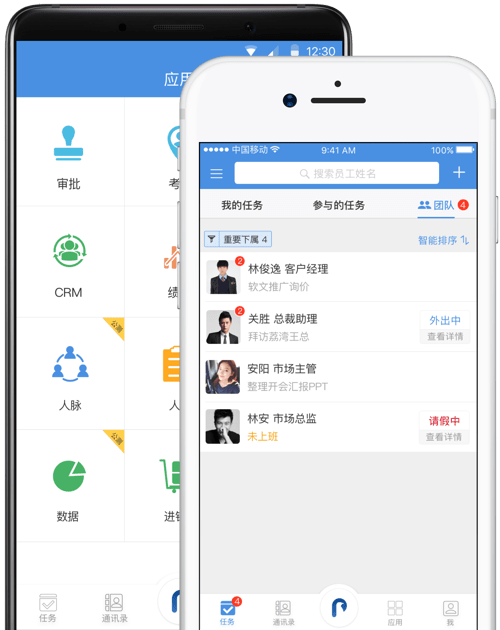 12:30
应用
审批
考
CRM
绩
公测
人脉
人
公测
数据
进销
任务
通讯录
中国移动
9:41 AM
100%
搜索员工姓名
我的任务
参与的任务
团队
4
重要下属 4
智能排序
2
林俊逸 客户经理
软文推广询价
2
关胜 总裁助理
拜访荔湾王总
外出中
查看详情
安阳 市场主管
整理开会汇报PPT
林安 市场总监
未上班
请假中
查看详情
4
任务
通讯录
应用
我